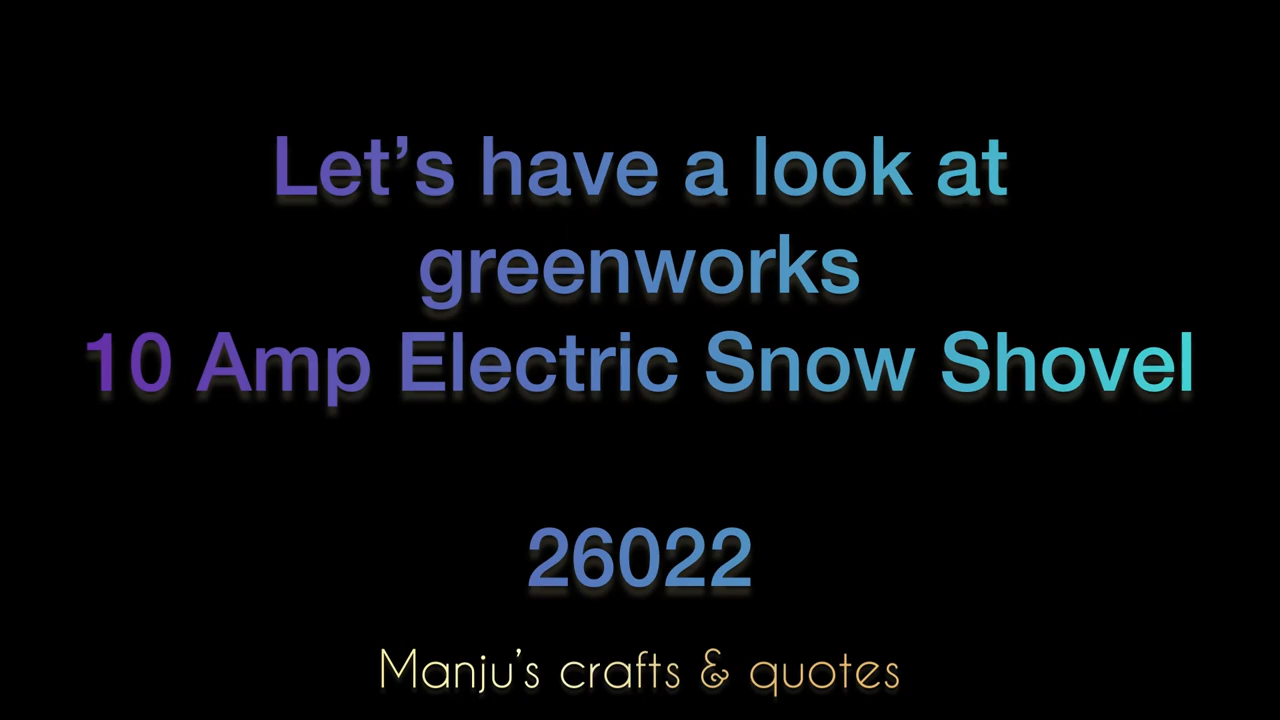 Let’s have a look at
greenworks
10 Amp Electric Snow Shovel
26022
Manju’s crafts & quotes